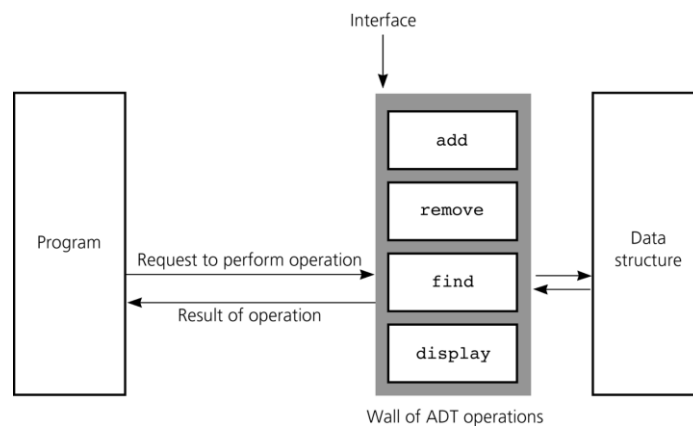 Interface
Program
Request to perform operation
Result of operation
add
remove
find
display
Wall of ADT operations
Data
structure